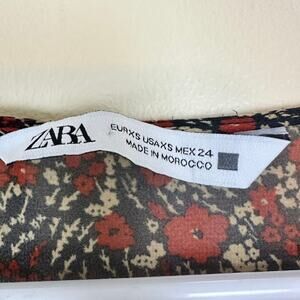 ZARA
EUR XS USA XS MEX 24
MADE IN MOROCCO